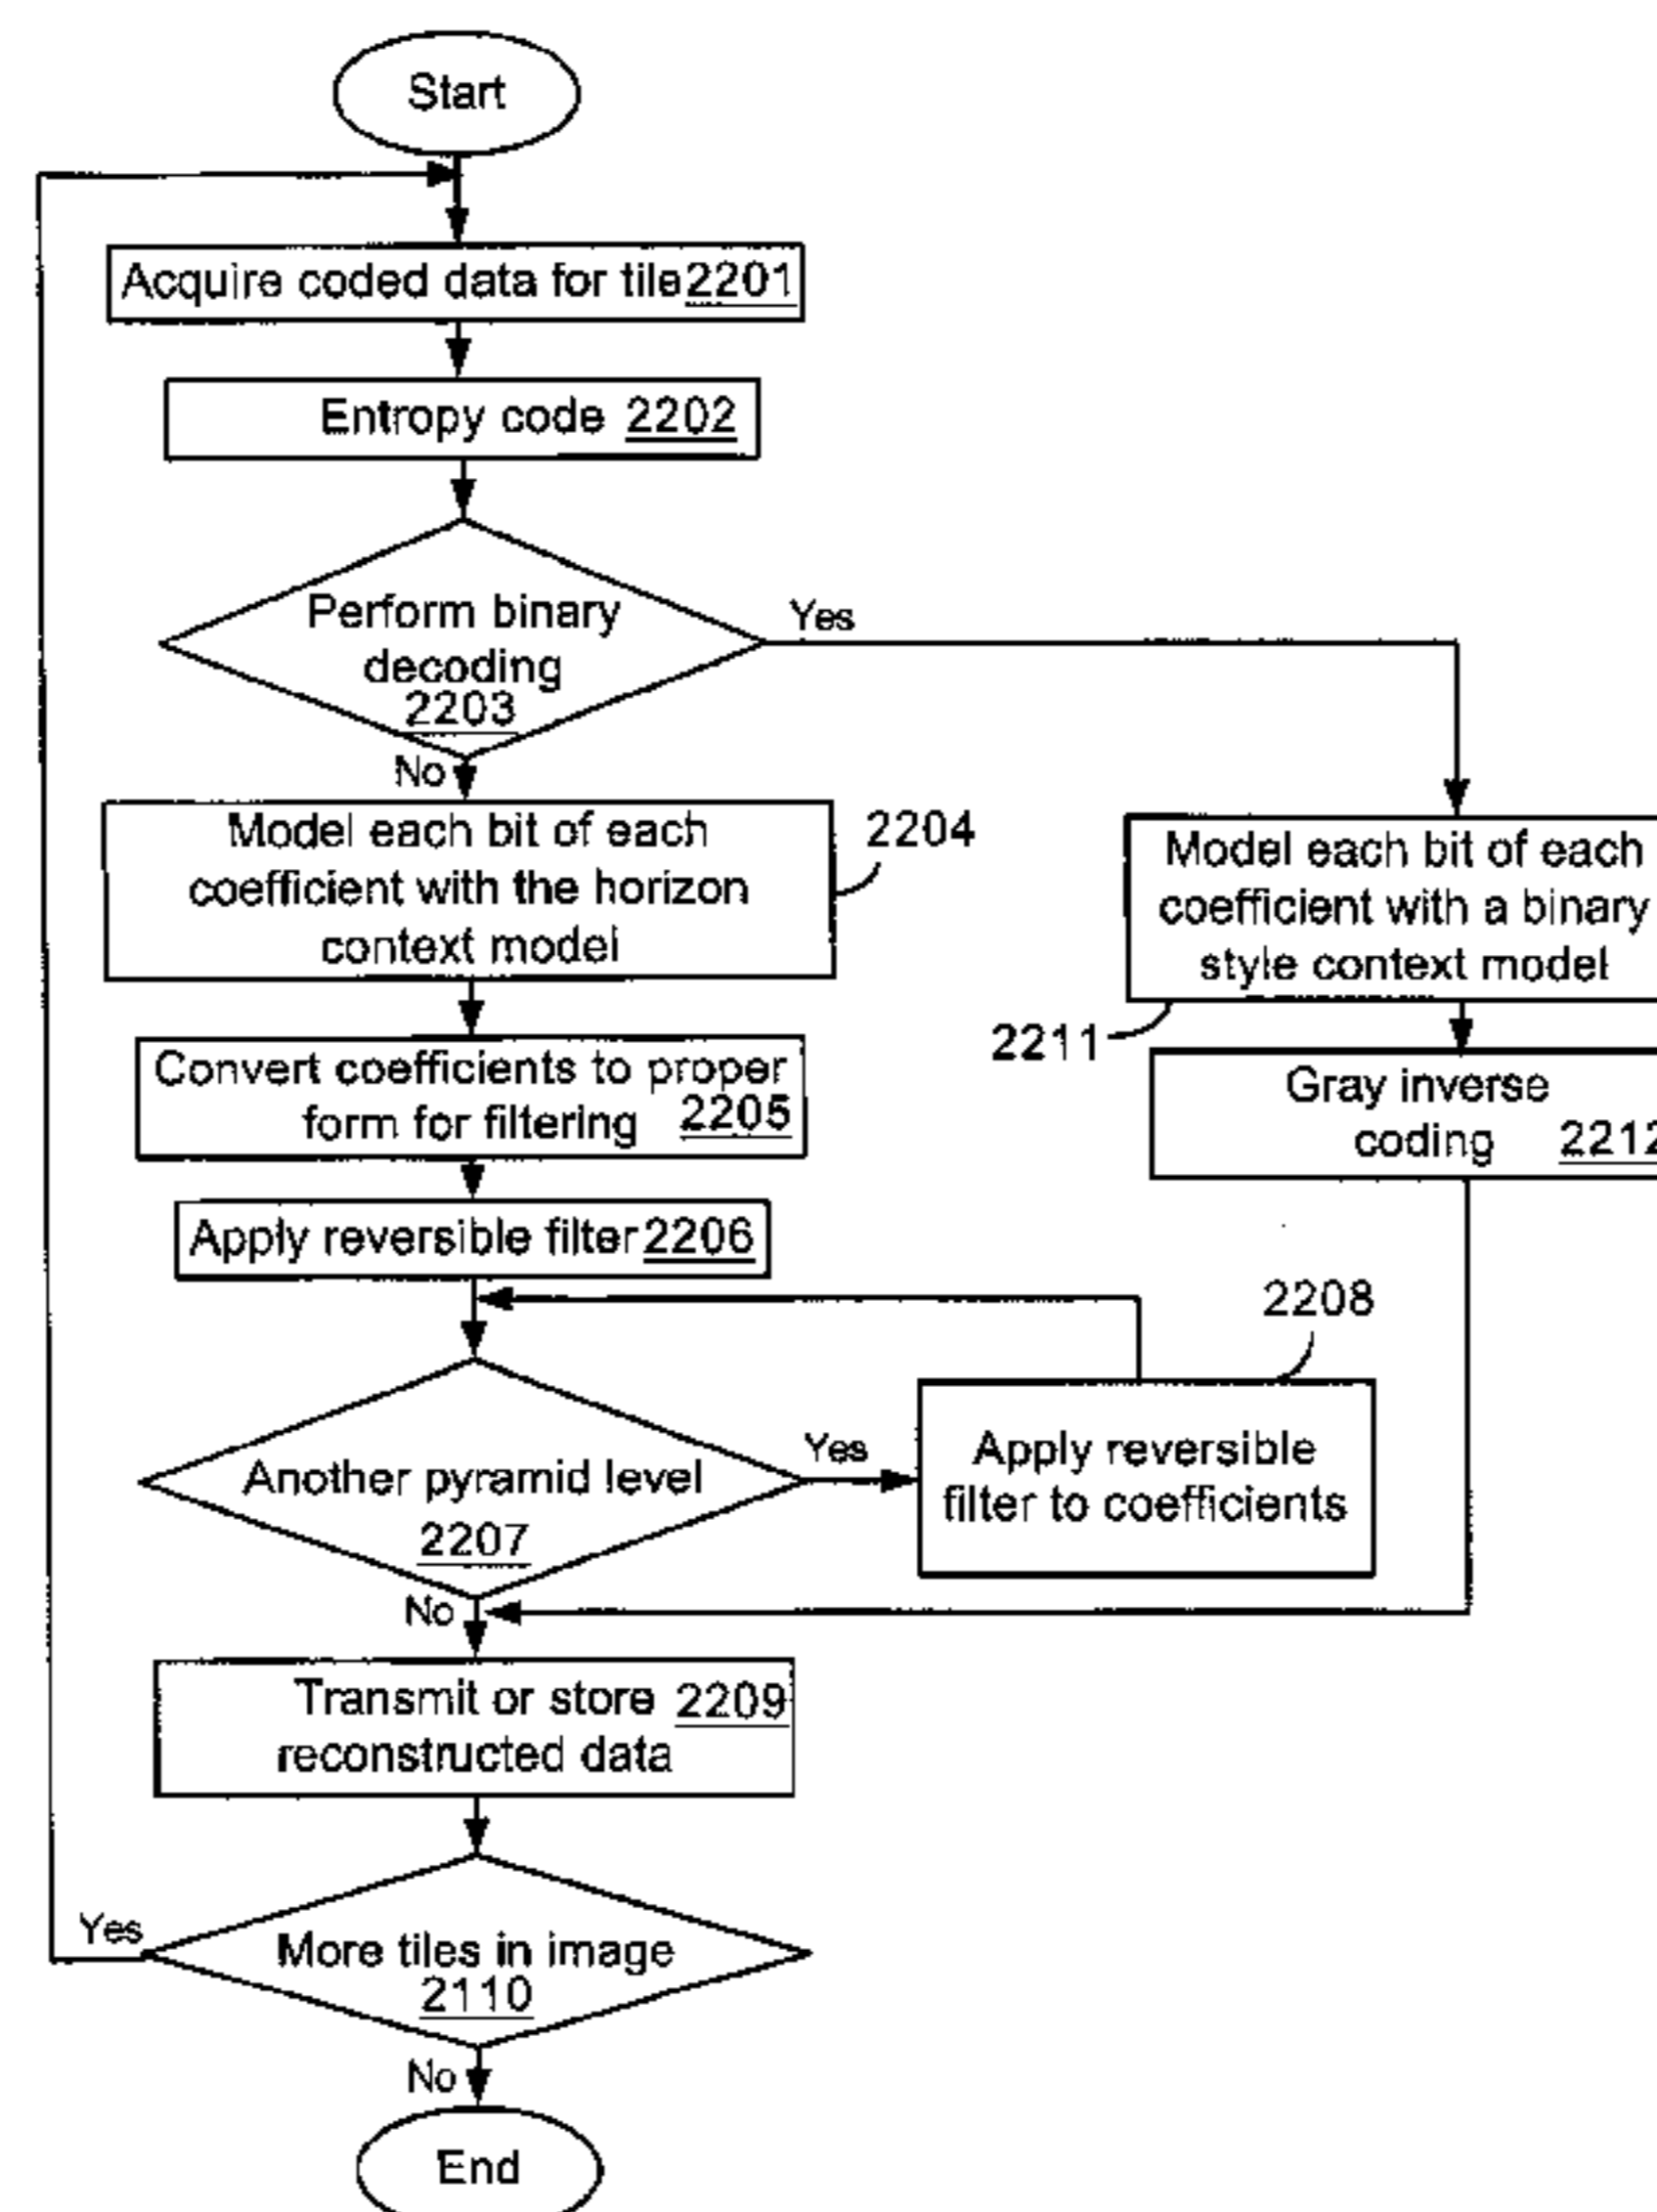 Start
Acquire coded data for tile 2201
Entropy code 2202
Perform binary
decoding
2203
Yes
No
Model each bit of each
coefficient with the horizon
context model
2204
Model each bit of each
coefficient with a binary
style context model
2211
Convert coefficients to proper
form for filtering 2205
Gray inverse
coding 2212
Apply reversible filter 2206
2208
Another pyramid level
2207
Yes
Apply reversible
filter to coefficients
No
Transmit or store 2209
reconstructed data
Yes
More tiles in image
2110
No
End